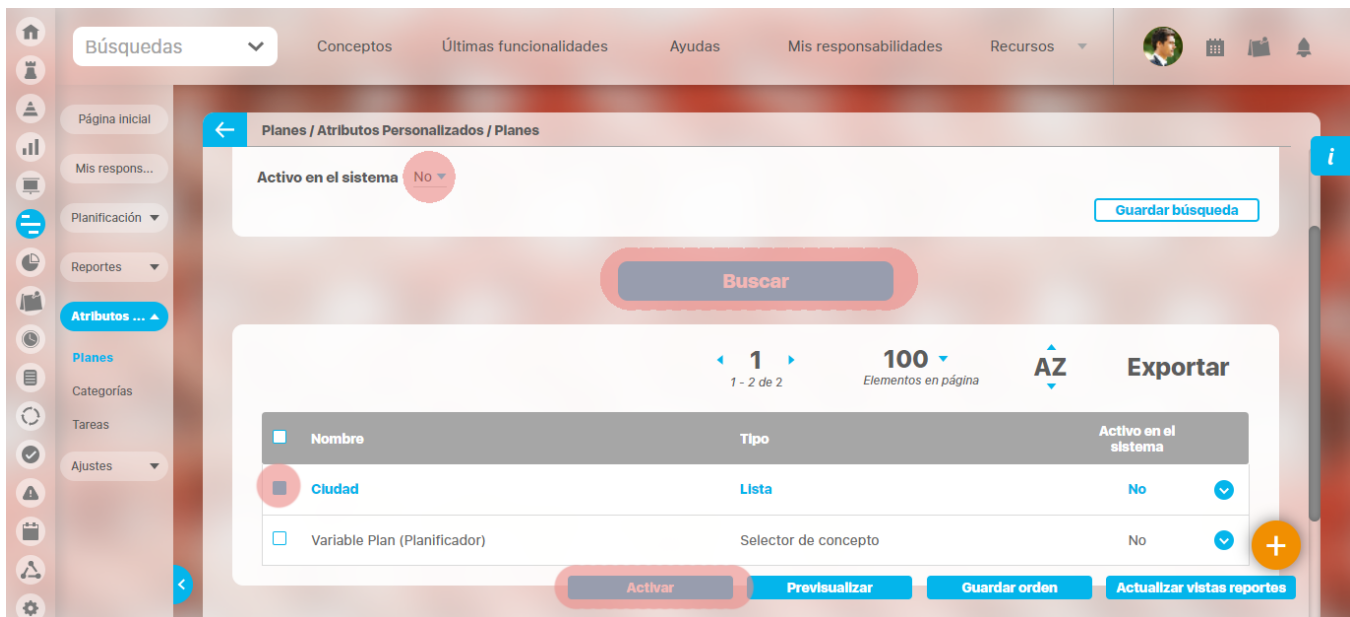 Búsquedas
Conceptos
Últimas funcionalidades
Ayudas
Mis responsabilidades
Recursos
Página inicial
Mis respons...
Planificación
Reportes
Atributos ...
Planes
Categorías
Tareas
Ajustes
Planes / Atributos Personalizados / Planes
i
Activo en el sistema No
Guardar búsqueda
Buscar
1
1 - 2 de 2
100
Elementos en página
AZ
Exportar
Nombre
Tipo
Activo en el
sistema
Ciudad
Lista
No
Variable Plan (Planificador)
Selector de concepto
No
+
Activar
Previsualizar
Guardar orden
Actualizar vistas reportes